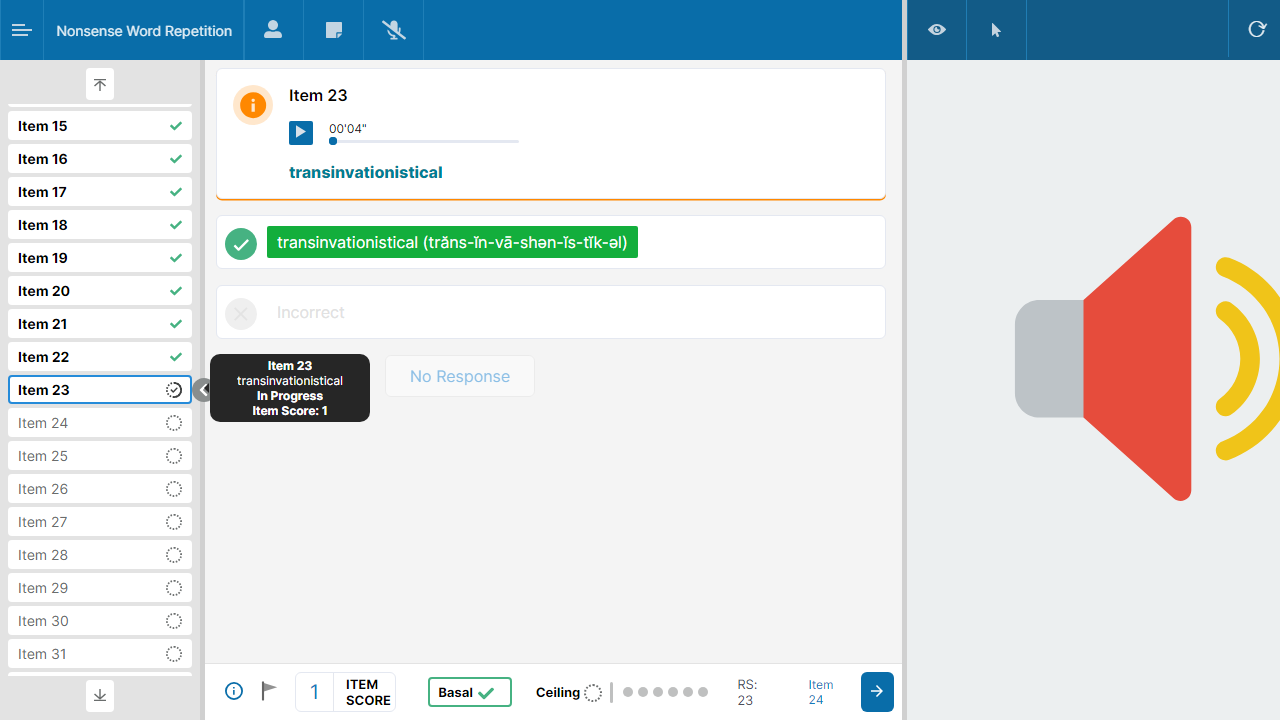 Nonsense Word Repetition
Item 15
Item 16
Item 17
Item 18
Item 19
Item 20
Item 21
Item 22
Item 23
Item 24
Item 25
Item 26
Item 27
Item 28
Item 29
Item 30
Item 31
Item 23
00'04"
transinvationistical
transinvationistical (trăns-ĭn-vā-shən-ĭs-tĭk-əl)
Incorrect
Item 23
transinvationistical
In Progress
Item Score: 1
No Response
1
ITEM
SCORE
Basal
Ceiling
RS:
23
Item
24